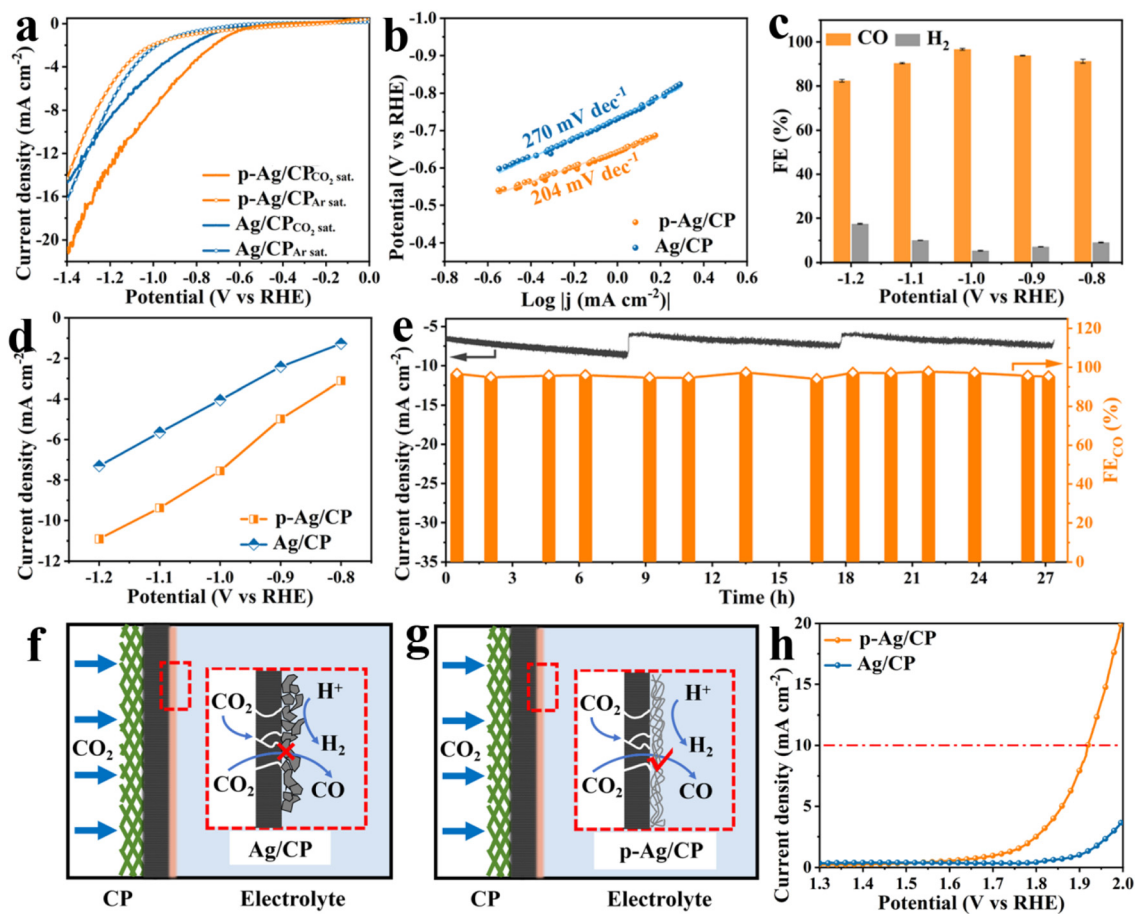 a
Current density (mA cm-2)
0
-4
-8
-12
-16
-20
-1.4
-1.2
-1.0
-0.8
-0.6
-0.4
-0.2
0.0
Potential (V vs RHE)
p-Ag/CPCO2 sat.
p-Ag/CPAr sat.
Ag/CPCO2 sat.
Ag/CPAr sat.
b
Potential (V vs RHE)
-1.0
-0.9
-0.8
-0.7
-0.6
-0.5
-0.4
-0.8
-0.6
-0.4
-0.2
0.0
0.2
0.4
0.6
0.8
Log |j (mA cm-2)|
270 mV dec-1
204 mV dec-1
p-Ag/CP
Ag/CP
c
CO
H2
FE (%)
100
80
60
40
20
0
-1.2
-1.1
-1.0
-0.9
-0.8
Potential (V vs RHE)
d
Current density (mA cm-2)
0
-2
-4
-6
-8
-10
-12
-1.2
-1.1
-1.0
-0.9
-0.8
Potential (V vs RHE)
p-Ag/CP
Ag/CP
e
Current density (mA cm-2)
-5
-10
-15
-20
-25
-30
-35
0
3
6
9
12
15
18
21
24
27
Time (h)
120
100
80
60
40
20
0
FECO (%)
f
CO2
CO2
CO2
H+
H2
CO
Ag/CP
CP
Electrolyte
g
CO2
CO2
CO2
H+
H2
CO
p-Ag/CP
CP
Electrolyte
h
p-Ag/CP
Ag/CP
Current density (mA cm-2)
20
15
10
5
0
1.3
1.4
1.5
1.6
1.7
1.8
1.9
2.0
Potential (V vs RHE)